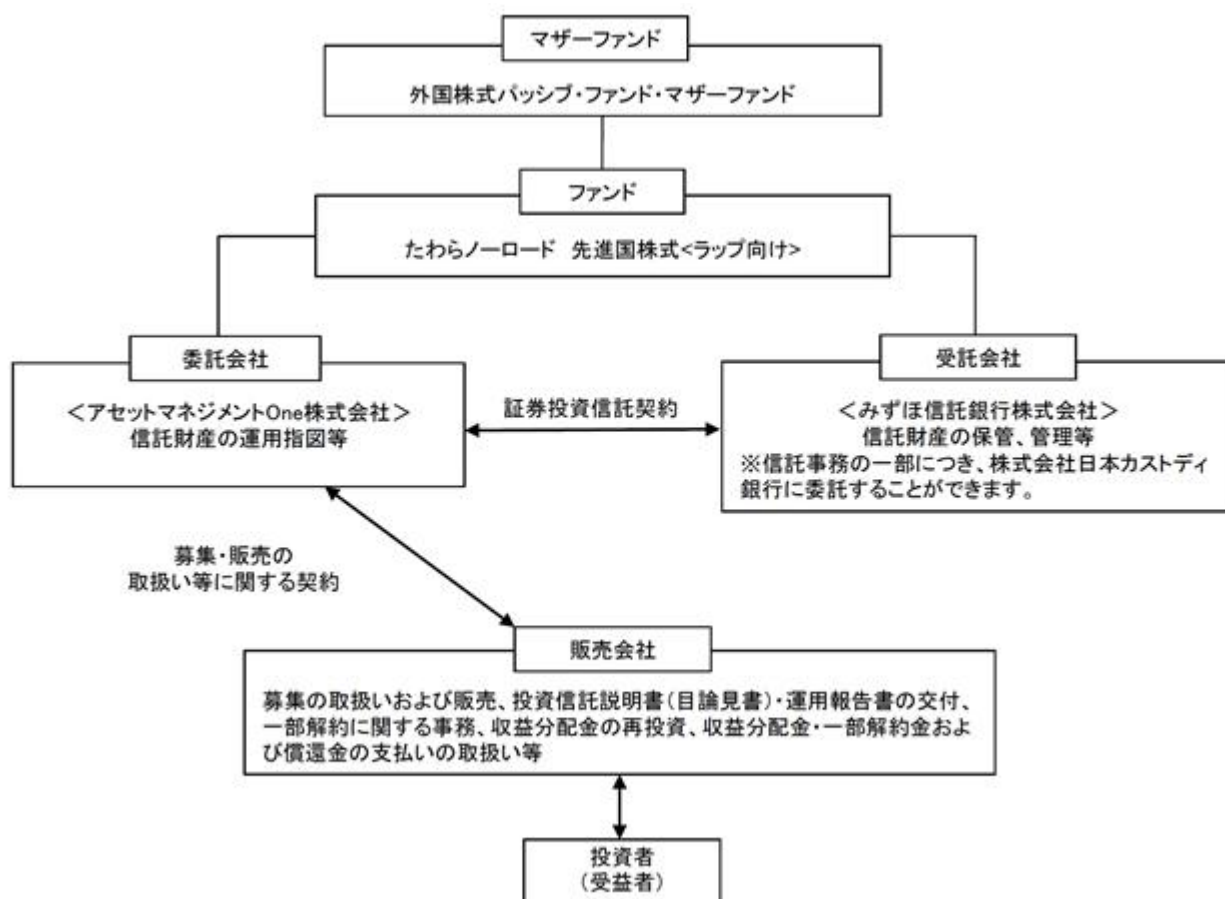 マザーファンド
外国株式パッシブ・ファンド・マザーファンド
ファンド
たわらノーロード　先進国株式<ラップ向け>
委託会社
＜アセットマネジメントOne株式会社＞
信託財産の運用指図等
証券投資信託契約
受託会社
＜みずほ信託銀行株式会社＞
信託財産の保管、管理等
※信託事務の一部につき、株式会社日本カストディ
銀行に委託することができます。
募集・販売の
取扱い等に関する契約
販売会社
募集の取扱いおよび販売、投資信託説明書(目論見書)・運用報告書の交付、
一部解約に関する事務、収益分配金の再投資、収益分配金・一部解約金およ
び償還金の支払いの取扱い等
投資者
(受益者)